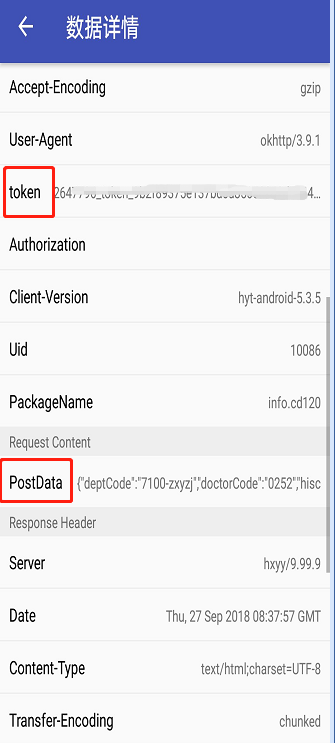 数据详情
Accept-Encoding gzip
User-Agent okhttp/3.9.1
token 4...
Authorization
Client-Version hyt-android-5.3.5
Uid 10086
PackageName info.cd120
Request Content
PostData {"deptCode":"7100-zxyzj","doctorCode":"0252","hisc
Response Header
Server hxyy/9.99.9
Date Thu, 27 Sep 2018 08:37:57 GMT
Content-Type text/html;charset=UTF-8
Transfer-Encoding chunked